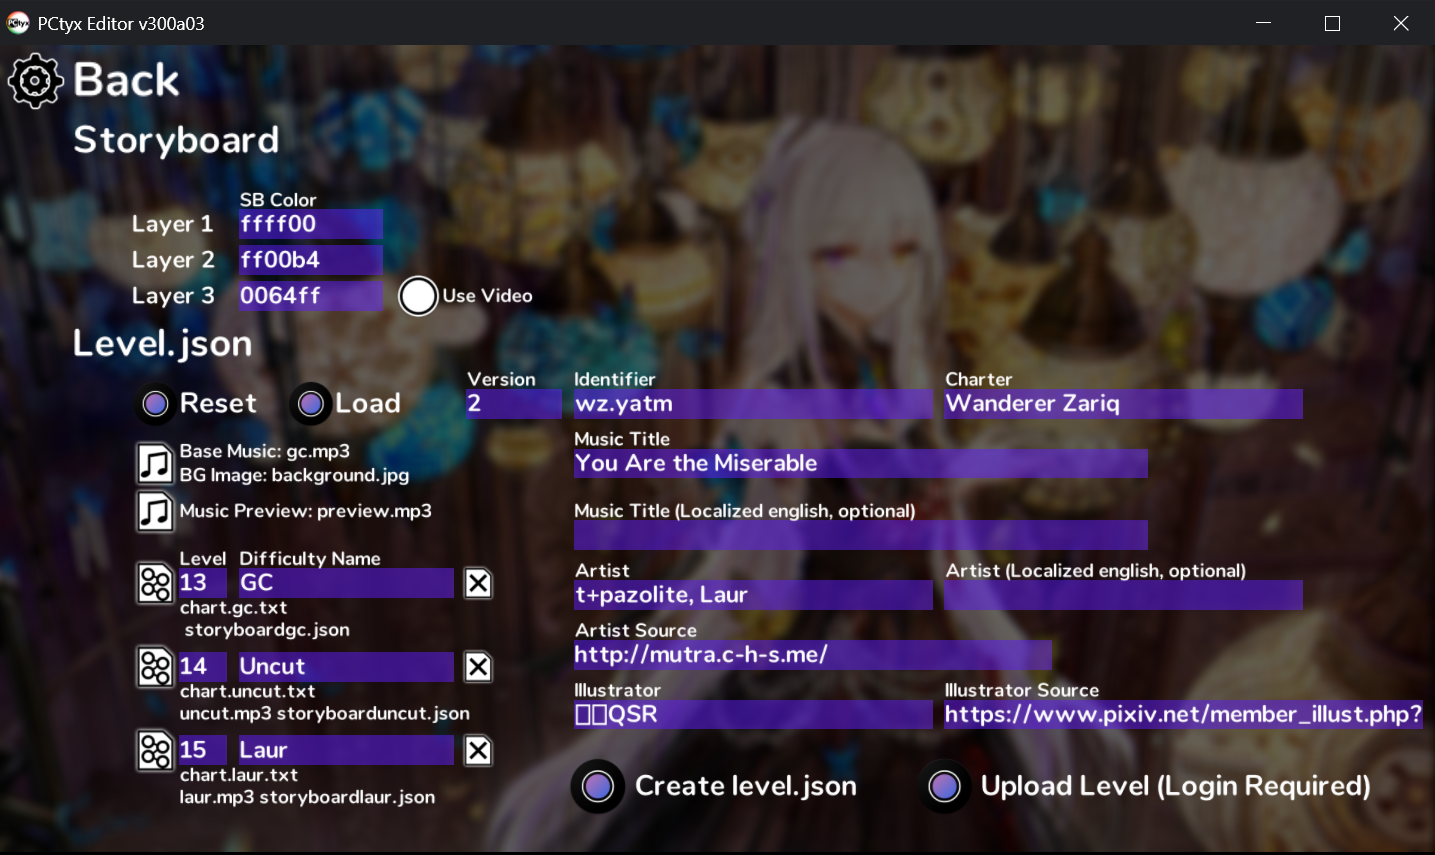 PCtyx Editor v300a03
Back
Storyboard
SB Color
Layer 1 ffff00
Layer 2 ff00b4
Layer 3 0064ff Use Video
Level.json
Reset Load
Version
2
Identifier
wz.yatm
Charter
Wanderer Zariq
Base Music: gc.mp3
BG Image: background.jpg
Music Preview: preview.mp3
Music Title
You Are the Miserable
Music Title (Localized english, optional)
Level Difficulty Name
13 GC
chart.gc.txt
storyboardgc.json
14 Uncut
chart.uncut.txt
uncut.mp3 storyboarduncut.json
15 Laur
chart.laur.txt
laur.mp3 storyboardlaur.json
Artist
t+pazolite, Laur
Artist (Localized english, optional)
Artist Source
http://mutra.c-h-s.me/
Illustrator
□□QSR
Illustrator Source
https://www.pixiv.net/member_illust.php?
Create level.json
Upload Level (Login Required)